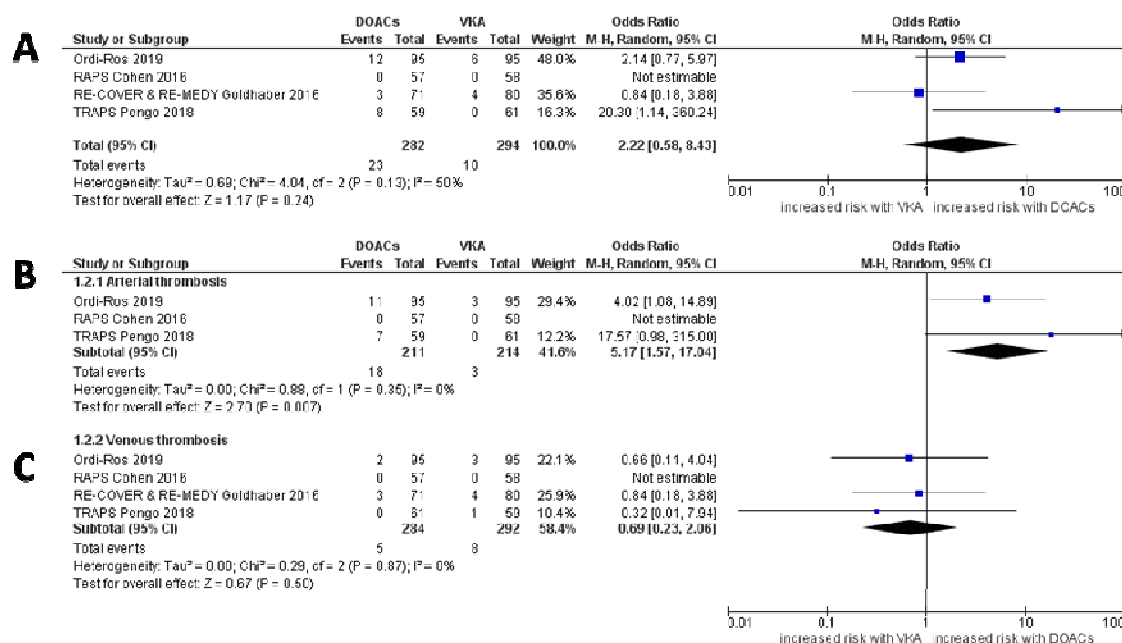 A
DOACs VKA Odds Ratio Odds Ratio
Study or Subgroup Events Total Events Total Weight M-H, Random, 95% CI M-H, Random, 95% CI
Ordi-Ros 2019 12 95 6 95 48.0% 2.14 [0.77, 5.97]
RAPS Cohen 2016 0 57 0 58 Not estimable
RE-COVER & RE-MEDY Goldhaber 2016 3 71 4 80 35.6% 0.84 [0.18, 3.88]
TRAPS Pengo 2018 8 59 0 61 16.3% 20.30 [1.14, 360.24]
Total (95% CI) 282 294 100.0% 2.22 [0.58, 8.43]
Total events 23 10
Heterogeneity: Tau² = 0.69; Chi² = 4.04, df = 2 (P = 0.13); I² = 50%
Test for overall effect: Z = 1.17 (P = 0.24)
0.01 0.1 1 10 100
increased risk with VKA increased risk with DOACs
B
DOACs VKA Odds Ratio Odds Ratio
Study or Subgroup Events Total Events Total Weight M-H, Random, 95% CI M-H, Random, 95% CI
1.2.1 Arterial thrombosis
Ordi-Ros 2019 11 95 3 95 29.4% 4.02 [1.08, 14.89]
RAPS Cohen 2016 0 57 0 58 Not estimable
TRAPS Pengo 2018 7 59 0 61 12.2% 17.57 [0.98, 315.00]
Subtotal (95% CI) 211 214 41.6% 5.17 [1.57, 17.04]
Total events 18 3
Heterogeneity: Tau² = 0.00; Chi² = 0.88, df = 1 (P = 0.35); I² = 0%
Test for overall effect: Z = 2.70 (P = 0.007)
C
1.2.2 Venous thrombosis
Ordi-Ros 2019 2 95 3 95 22.1% 0.66 [0.11, 4.04]
RAPS Cohen 2016 0 57 0 58 Not estimable
RE-COVER & RE-MEDY Goldhaber 2016 3 71 4 80 25.9% 0.84 [0.18, 3.88]
TRAPS Pengo 2018 0 61 1 59 10.4% 0.32 [0.01, 7.94]
Subtotal (95% CI) 284 292 58.4% 0.69 [0.23, 2.06]
Total events 5 8
Heterogeneity: Tau² = 0.00; Chi² = 0.29, df = 2 (P = 0.87); I² = 0%
Test for overall effect: Z = 0.67 (P = 0.50)
0.01 0.1 1 10 100
increased risk with VKA increased risk with DOACs